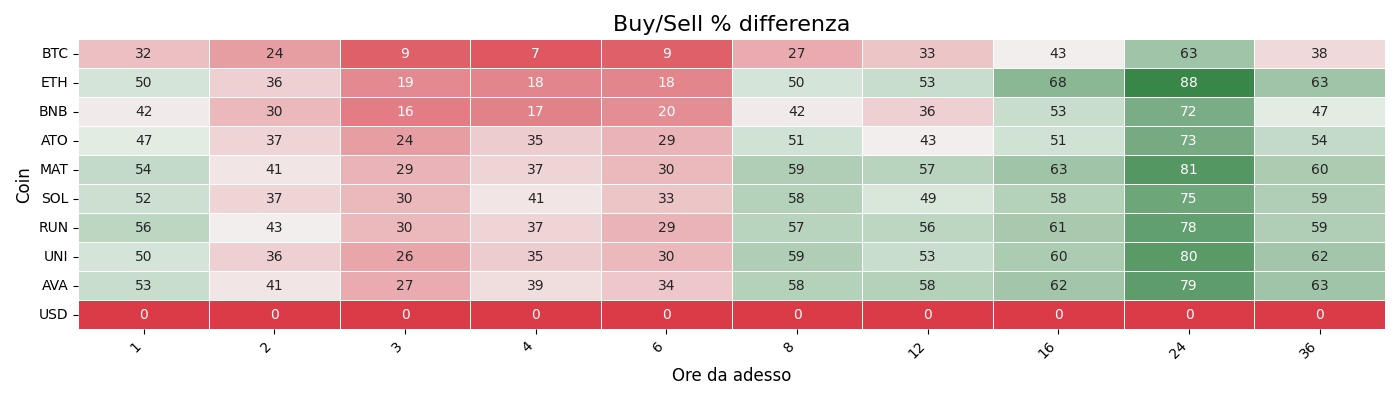 Buy/Sell % differenza
Coin
BTC 32 24 9 7 9 27 33 43 63 38
ETH 50 36 19 18 18 50 53 68 88 63
BNB 42 30 16 17 20 42 36 53 72 47
ATO 47 37 24 35 29 51 43 51 73 54
MAT 54 41 29 37 30 59 57 63 81 60
SOL 52 37 30 41 33 58 49 58 75 59
RUN 56 43 30 37 29 57 56 61 78 59
UNI 50 36 26 35 30 59 53 60 80 62
AVA 53 41 27 39 34 58 58 62 79 63
USD 0 0 0 0 0 0 0 0 0 0
1 2 3 4 6 8 12 16 24 36
Ore da adesso